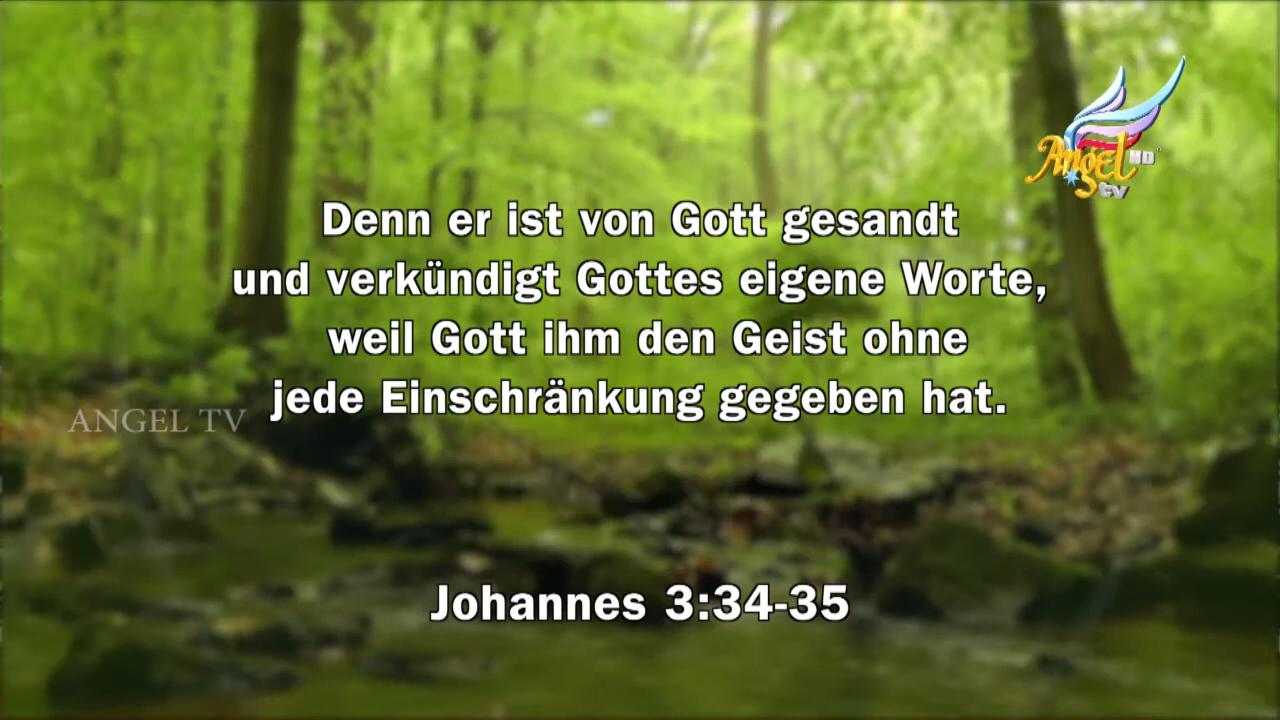 Angel HD
tv
Denn er ist von Gott gesandt
und verkündigt Gottes eigene Worte,
weil Gott ihm den Geist ohne
jede Einschränkung gegeben hat.
ANGEL TV
Johannes 3:34-35